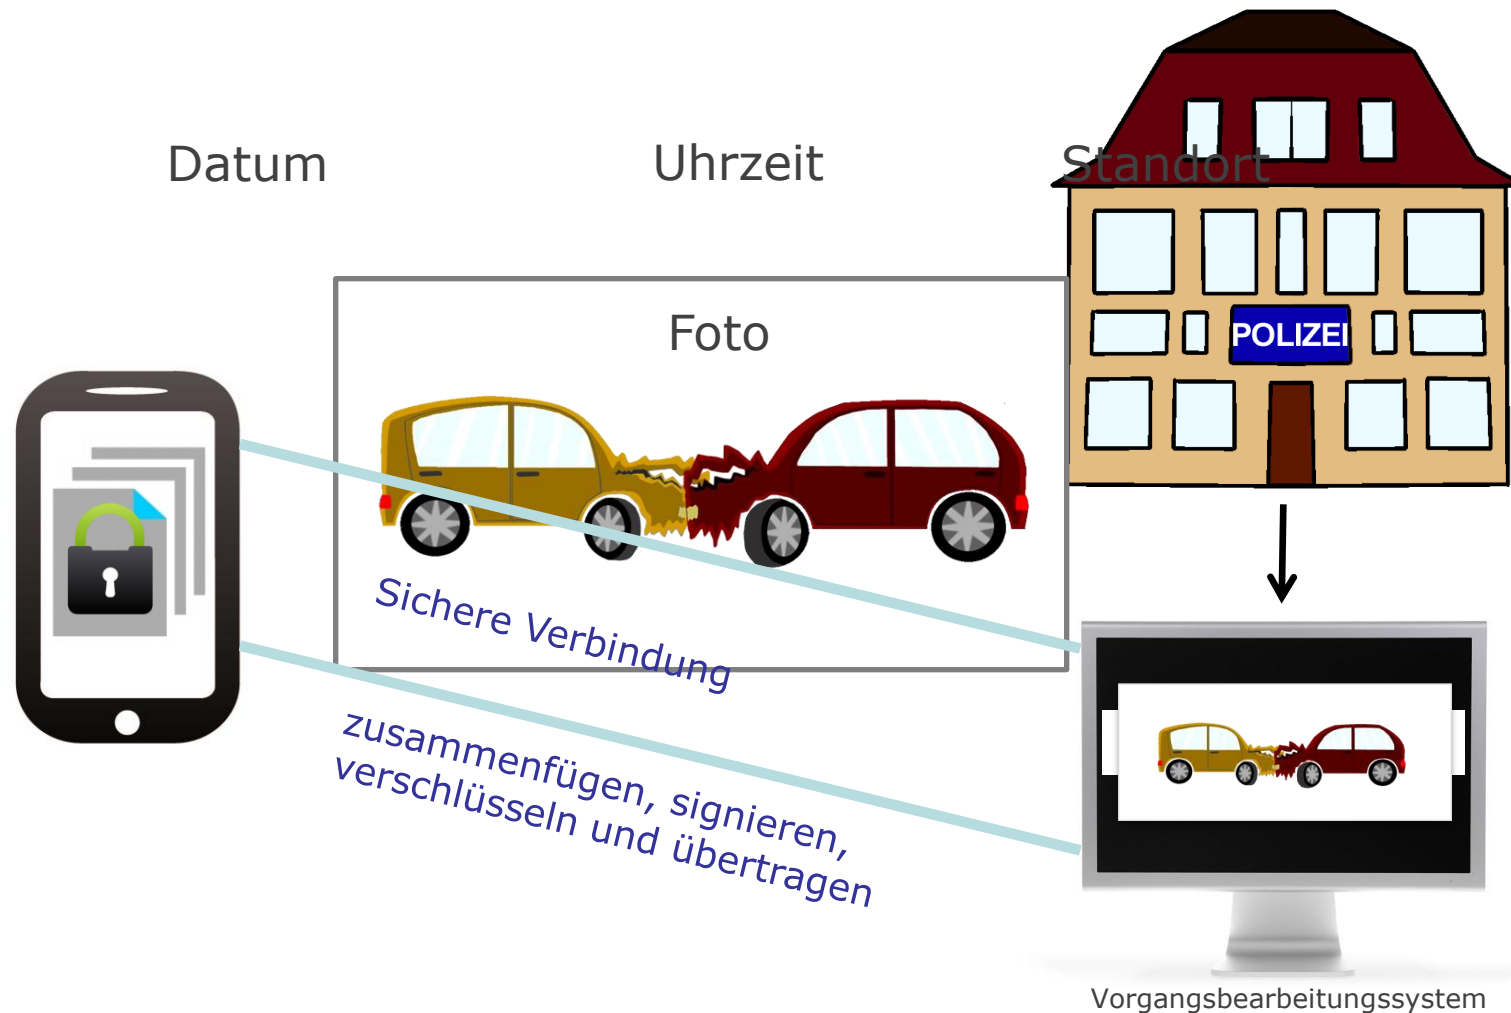 Datum
Uhrzeit
Standort
Foto
POLIZEI
Sichere Verbindung
zusammenfügen, signieren,
verschlüsseln und übertragen
Vorgangsbearbeitungssystem